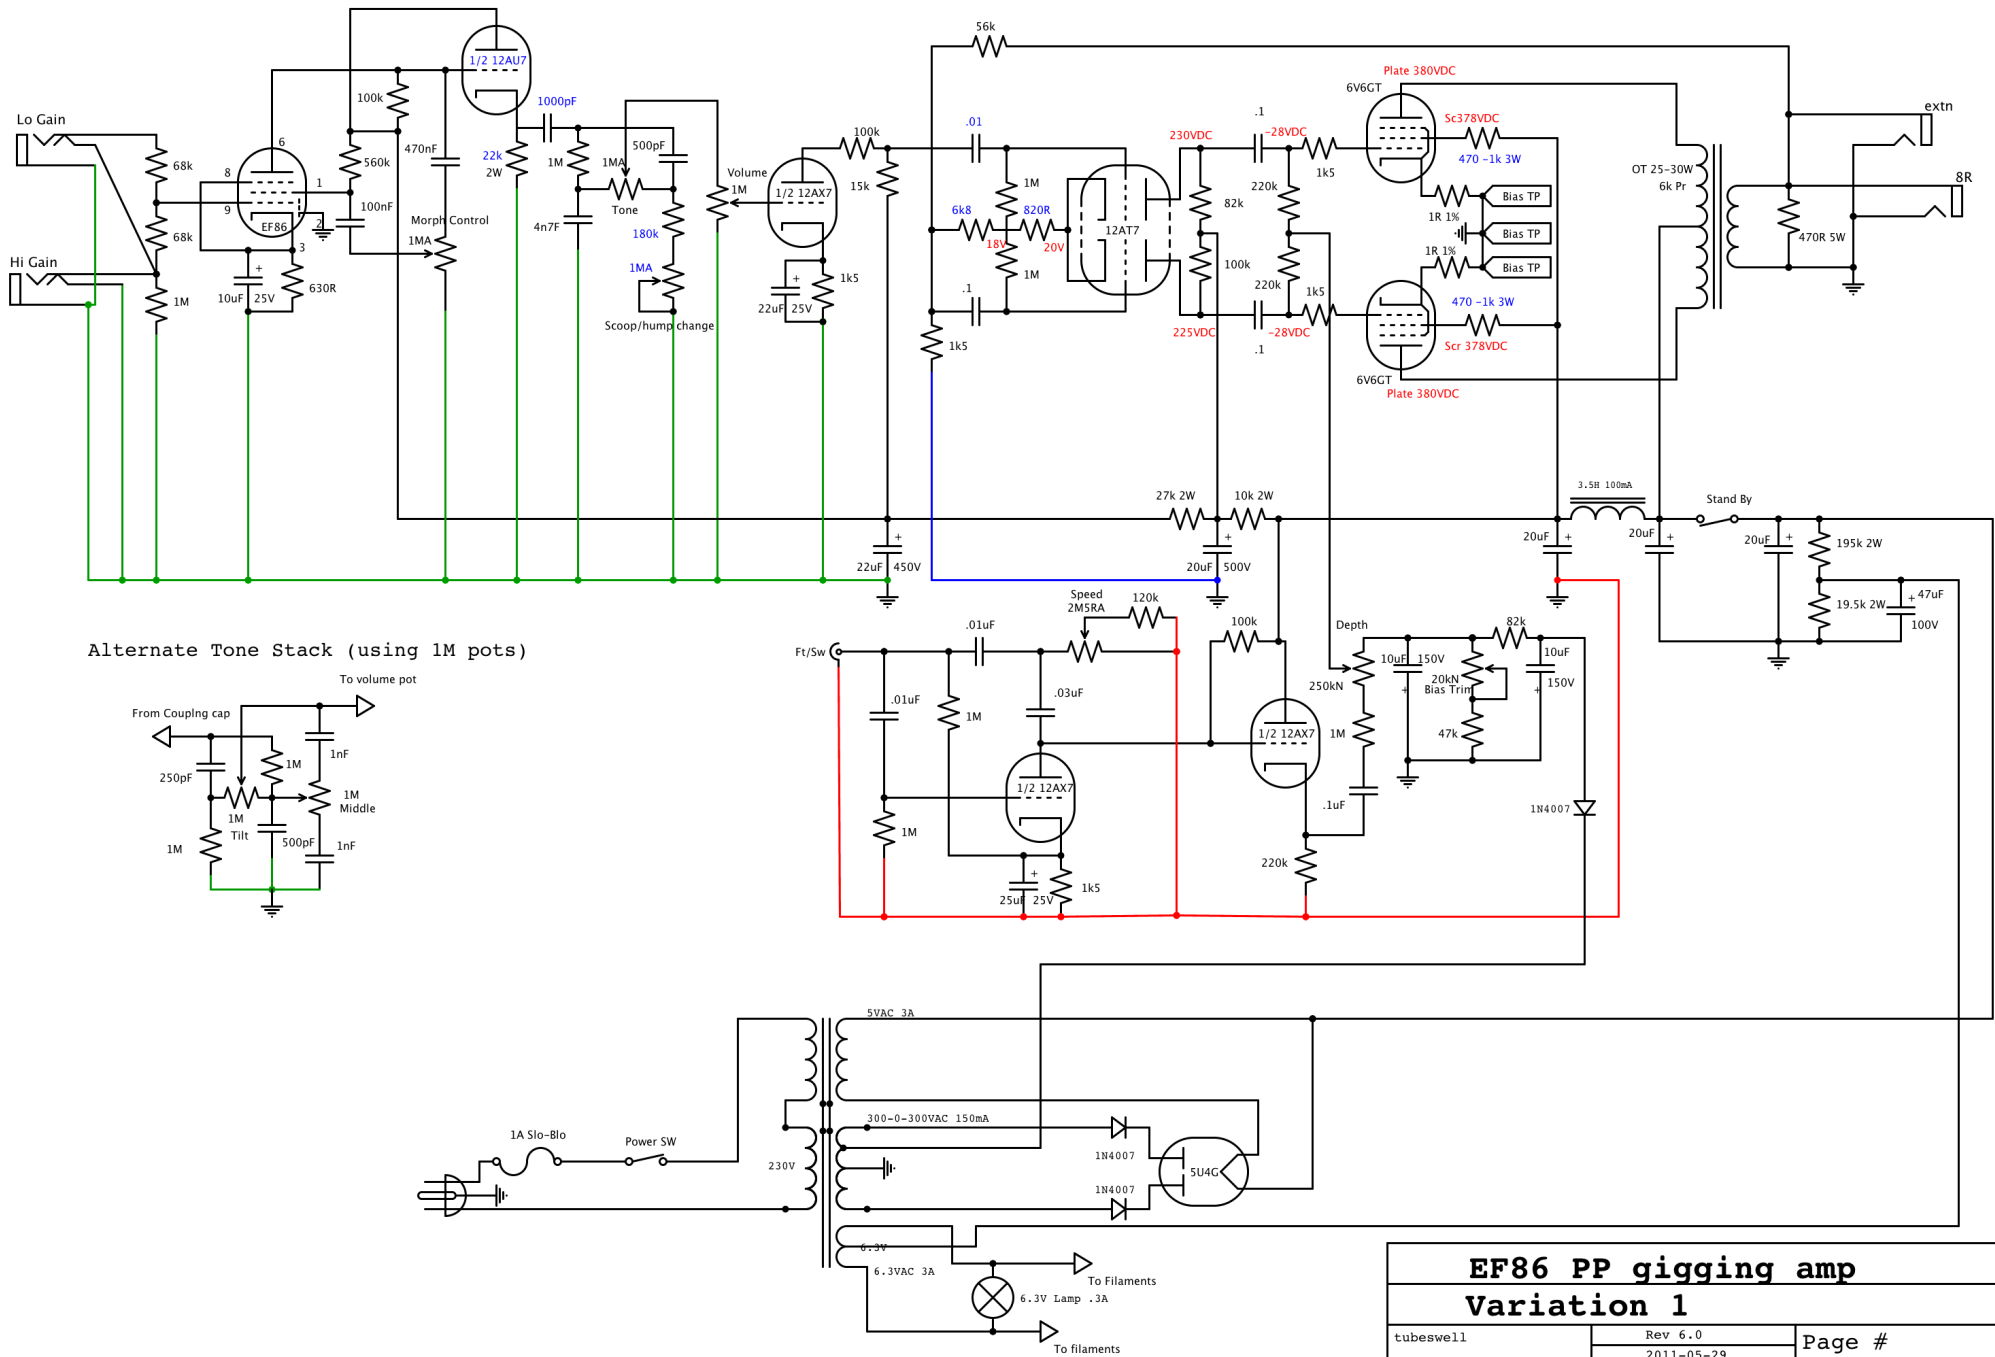 56k
1/2 12AU7
Plate 380VDC
6V6GT
Lo Gain
100k
1000pF
Sc378VDC
extn
470 -1k 3W
6
470nF
22k
2W
1M
1MA
Tone
500pF
100k
.01
230VDC
.1
-28VDC
1k5
68k
8
9
1
560k
100nF
EF86
2
3
Volume
1M
1/2 12AX7
15k
1M
6k8
820R
18V
20V
12AT7
82k
220k
1R 1%
Bias TP
Bias TP
Bias TP
1R 1%
OT 25-30W
6k Pr
8R
470R 5W
68k
Morph Control
1MA
4n7F
180k
Hi Gain
1M
10uF
+
25V
630R
1MA
Scoop/hump change
+
22uF
25V
1k5
1M
.1
100k
220k
1k5
470 -1k 3W
225VDC
-28VDC
.1
1k5
Scr 378VDC
6V6GT
Plate 380VDC
27k 2W
10k 2W
3.5H 100mA
Stand By
+
22uF
450V
+
20uF
500V
20uF
+
20uF
+
20uF
+
195k 2W
19.5k 2W
+
47uF
100V
Alternate Tone Stack (using 1M pots)
To volume pot
From Couplng cap
250pF
1M
1nF
1M
Middle
1M
Tilt
500pF
1nF
1M
Ft/Sw
.01uF
Speed
2M5RA
120k
100k
.01uF
1M
.03uF
1/2 12AX7
1M
+
25uF
25V
1k5
1/2 12AX7
220k
.1uF
Depth
250kN
1M
10uF
150V
+
20kN
Bias Trim
47k
82k
10uF
150V
+
1N4007
5VAC 3A
300-0-300VAC 150mA
1N4007
1N4007
5U4G
1A Slo-Blo
Power SW
230V
6.3V
6.3VAC 3A
To Filaments
6.3V Lamp .3A
To filaments
EF86 PP gigging amp
Variation 1
tubeswell
Rev 6.0
2011-05-29
Page #